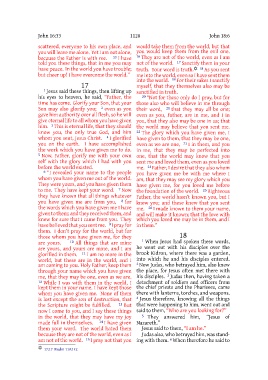 John 16:33
1128
John 18:6
scattered, everyone to his own place, and
you will leave me alone. Yet I am not alone,
because the Father is with me. 33 I have
told you these things, that in me you may
have peace. In the world you have trouble;
but cheer up! I have overcome the world.”
17
1 Jesus said these things, then lifting up
his eyes to heaven, he said, “Father, the
time has come. Glorify your Son, that your
Son may also glorify you; 2 even as you
gave him authority over all flesh, so he will
give eternal life to all whom you have given
him. 3 This is eternal life, that they should
know you, the only true God, and him
whom you sent, Jesus Christ. 4 I glorified
you on the earth. I have accomplished
the work which you have given me to do.
5 Now, Father, glorify me with your own
self with the glory which I had with you
before the world existed.
6 “I revealed your name to the people
whom you have given me out of the world.
They were yours, and you have given them
to me. They have kept your word. 7 Now
they have known that all things whatever
you have given me are from you, 8 for
the words which you have given me I have
given to them; and they received them, and
knew for sure that I came from you. They
have believed that you sent me. 9 I pray for
them. I don’t pray for the world, but for
those whom you have given me, for they
are yours. 10 All things that are mine
are yours, and yours are mine, and I am
glorified in them. 11 I am no more in the
world, but these are in the world, and I
am coming to you. Holy Father, keep them
through your name which you have given
me, that they may be one, even as we are.
12 While I was with them in the world, I
kept them in your name. I have kept those
whom you have given me. None of them
is lost except the son of destruction, that
the Scripture might be fulfilled. 13 But
now I come to you, and I say these things
in the world, that they may have my joy
made full in themselves. 14 I have given
them your word. The world hated them
because they are not of the world, even as I
am not of the world. 15 I pray not that you
would take them from the world, but that
you would keep them from the evil one.
16 They are not of the world, even as I am
not of the world. 17 Sanctify them in your
truth. Your word is truth. 18 As you sent
me into the world, even so I have sent them
into the world. 19 For their sakes I sanctify
myself, that they themselves also may be
sanctified in truth.
20 “Not for these only do I pray, but for
those also who will believe in me through
their word, 21 that they may all be one;
even as you, Father, are in me, and I in
you, that they also may be one in us; that
the world may believe that you sent me.
22 The glory which you have given me, I
have given to them, that they may be one,
even as we are one, 23 I in them, and you
in me, that they may be perfected into
one, that the world may know that you
sent me and loved them, even as you loved
me. 24 Father, I desire that they also whom
you have given me be with me where I
am, that they may see my glory which you
have given me, for you loved me before
the foundation of the world. 25 Righteous
Father, the world hasn’t known you, but I
knew you; and these knew that you sent
me. 26 I made known to them your name,
and will make it known; that the love with
which you loved me may be in them, and I
in them.”
18
1 When Jesus had spoken these words,
he went out with his disciples over the
brook Kidron, where there was a garden,
into which he and his disciples entered.
2 Now Judas, who betrayed him, also knew
the place, for Jesus often met there with
his disciples. 3 Judas then, having taken a
detachment of soldiers and officers from
the chief priests and the Pharisees, came
there with lanterns, torches, and weapons.
4 Jesus therefore, knowing all the things
that were happening to him, went out and
said to them, “Who are you looking for?”
5 They answered him, “Jesus of
Nazareth.”
Jesus said to them, “I am he.”
Judas also, who betrayed him, was stand-
ing with them. 6 When therefore he said to